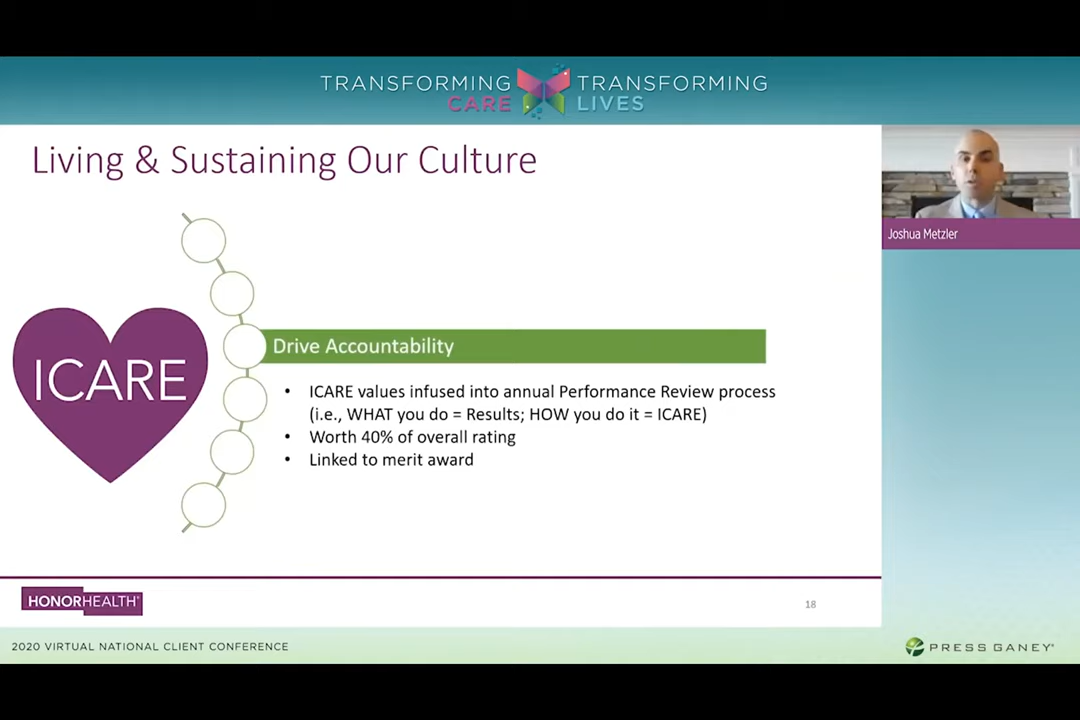 TRANSFORMING TRANSFORMING
CARE LIVES
Living & Sustaining Our Culture
Joshua Metzler
Drive Accountability
ICARE
• ICARE values infused into annual Performance Review process
(i.e., WHAT you do = Results; HOW you do it = ICARE)
• Worth 40% of overall rating
• Linked to merit award
HONORHEALTH®
18
2020 VIRTUAL NATIONAL CLIENT CONFERENCE
PRESS GANEY®